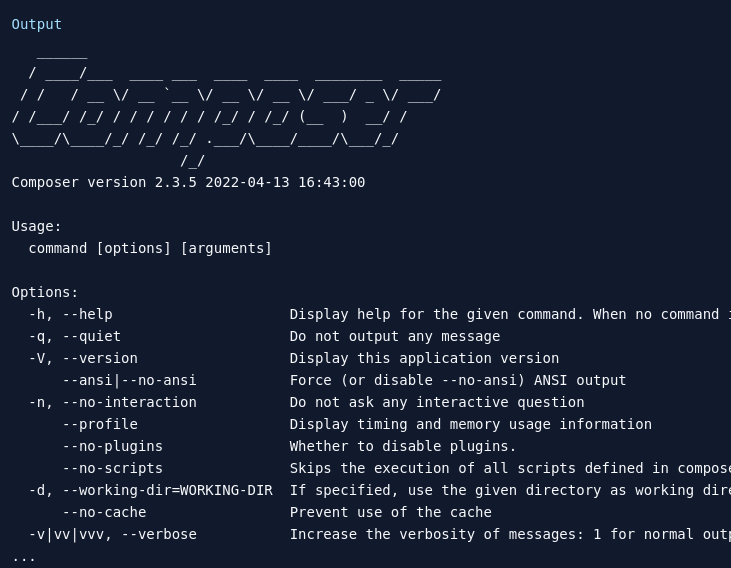 Output
   ______
  / ____/___  ____ ___  ____  ____  ________  _____
 / /   / __ \/ __ `__ \/ __ \/ __ \/ ___/ _ \/ ___/
/ /___/ /_/ / / / / / / /_/ / /_/ (__  )  __/ /
\____/\____/_/ /_/ /_/ .___/\____/____/\___/_/
                    /_/
Composer version 2.3.5 2022-04-13 16:43:00

Usage:
  command [options] [arguments]

Options:
  -h, --help                     Display help for the given command. When no command
  -q, --quiet                    Do not output any message
  -V, --version                  Display this application version
      --ansi|--no-ansi           Force (or disable --no-ansi) ANSI output
  -n, --no-interaction           Do not ask any interactive question
      --profile                  Display timing and memory usage information
      --no-plugins               Whether to disable plugins.
      --no-scripts               Skips the execution of all scripts defined in compos
  -d, --working-dir=WORKING-DIR  If specified, use the given directory as working dir
      --no-cache                 Prevent use of the cache
  -v|vv|vvv, --verbose           Increase the verbosity of messages: 1 for normal out
...